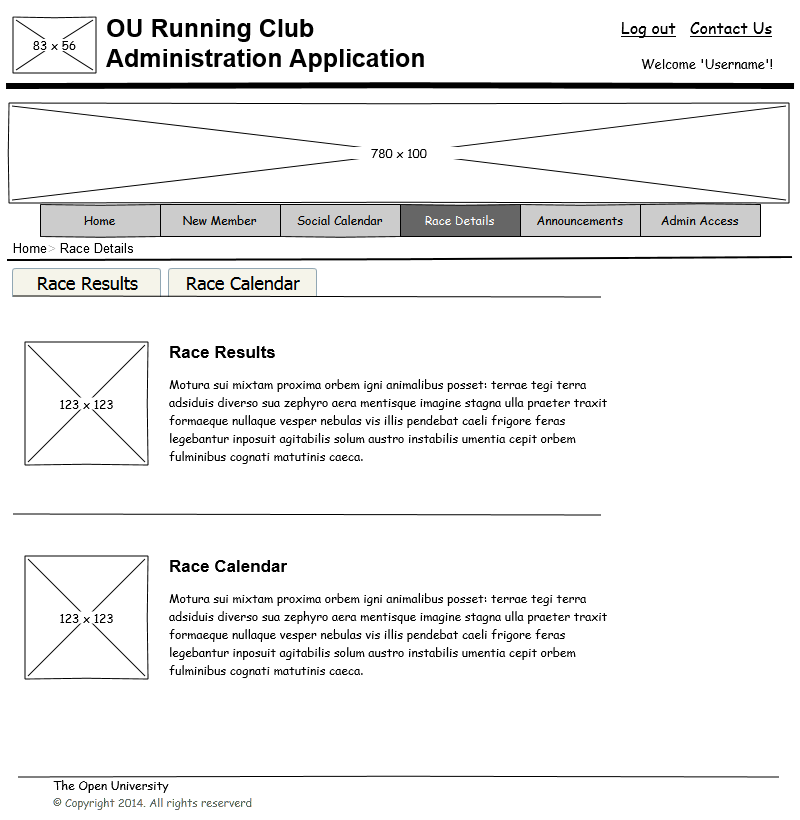 83 x 56
OU Running Club
Administration Application
Log out Contact Us
Welcome 'Username'!
780 x 100
Home New Member Social Calendar Race Details Announcements Admin Access
Home> Race Details
Race Results Race Calendar
123 x 123
Race Results
Motura sui mixtam proxima orbem igni animalibus posset: terrae tegi terra
adsiduis diverso sua zephyro aera mentisque imagine stagna ulla praeter traxit
formaeque nullaque vesper nebulas vis illis pendebat caeli frigore feras
legebantur inposuit agitabilis solum austro instabilis umentia cepit orbem
fulminibus cognati matutinis caeca.
123 x 123
Race Calendar
Motura sui mixtam proxima orbem igni animalibus posset: terrae tegi terra
adsiduis diverso sua zephyro aera mentisque imagine stagna ulla praeter traxit
formaeque nullaque vesper nebulas vis illis pendebat caeli frigore feras
legebantur inposuit agitabilis solum austro instabilis umentia cepit orbem
fulminibus cognati matutinis caeca.
The Open University
© Copyright 2014. All rights reserverd